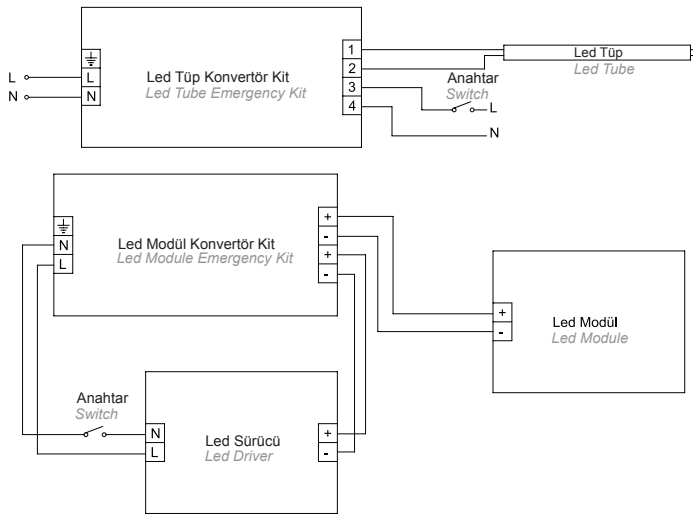 L
N
L
N
Led Tüp Konvertör Kit
Led Tube Emergency Kit
1
2
3
4
Anahtar
Switch
L
N
Led Tüp
Led Tube
N
L
Led Modül Konvertör Kit
Led Module Emergency Kit
+
-
+
-
+
-
Led Modül
Led Module
Anahtar
Switch
N
L
Led Sürücü
Led Driver
+
-